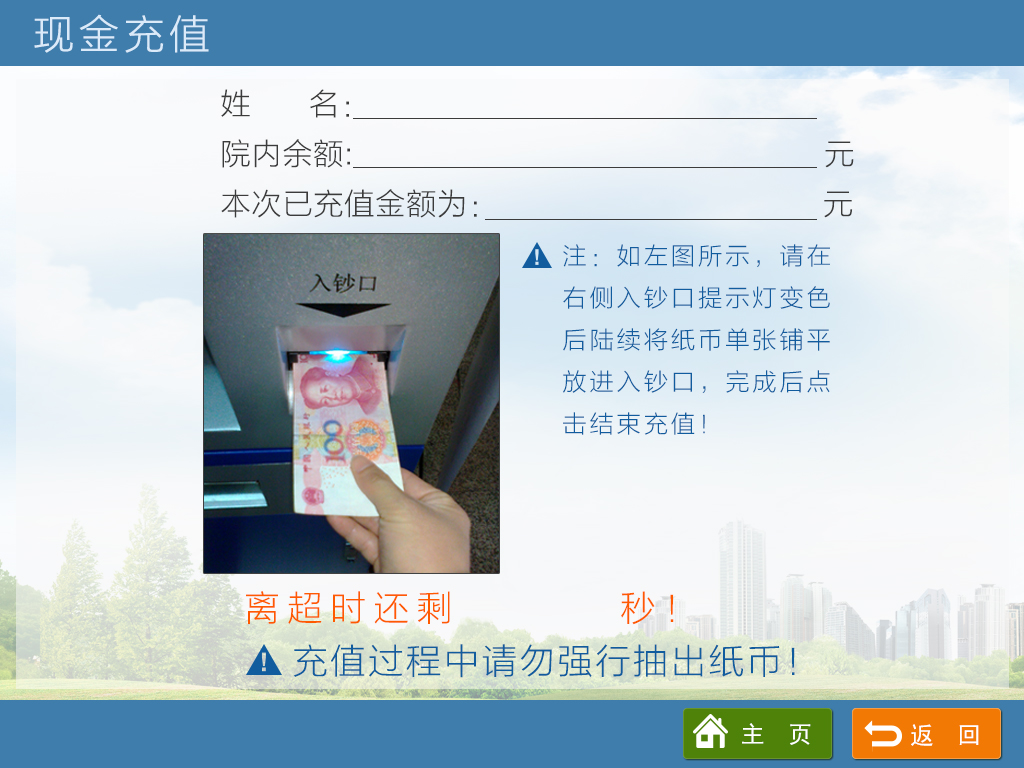 现金充值
姓 名:
院内余额: 元
本次已充值金额为: 元
入钞口
100
注：如左图所示，请在
右侧入钞口提示灯变色
后陆续将纸币单张铺平
放进入钞口，完成后点
击结束充值！
离超时还剩 秒！
充值过程中请勿强行抽出纸币！
主 页
返 回